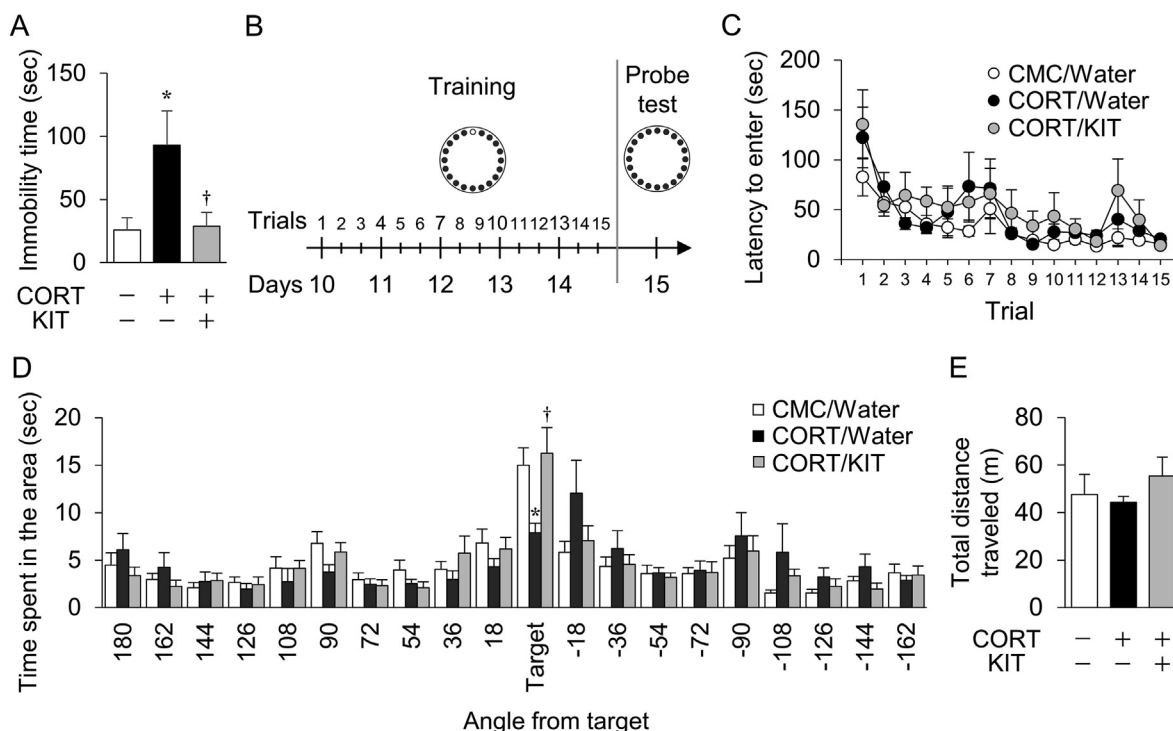 A
Immobility time (sec)
150
100
50
0
*
†
CORT − + +
KIT − − +
B
Training
Probe
test
Trials 1 2 3 4 5 6 7 8 9 10 11 12 13 14 15
Days 10 11 12 13 14 15
C
Latency to enter (sec)
200
150
100
50
0
CMC/Water
CORT/Water
CORT/KIT
1 2 3 4 5 6 7 8 9 10 11 12 13 14 15
Trial
D
Time spent in the area (sec)
20
15
10
5
0
*
†
CMC/Water
CORT/Water
CORT/KIT
180 162 144 126 108 90 72 54 36 18 Target -18 -36 -54 -72 -90 -108 -126 -144 -162
Angle from target
E
Total distance
traveled (m)
80
60
40
20
0
CORT − + +
KIT − − +